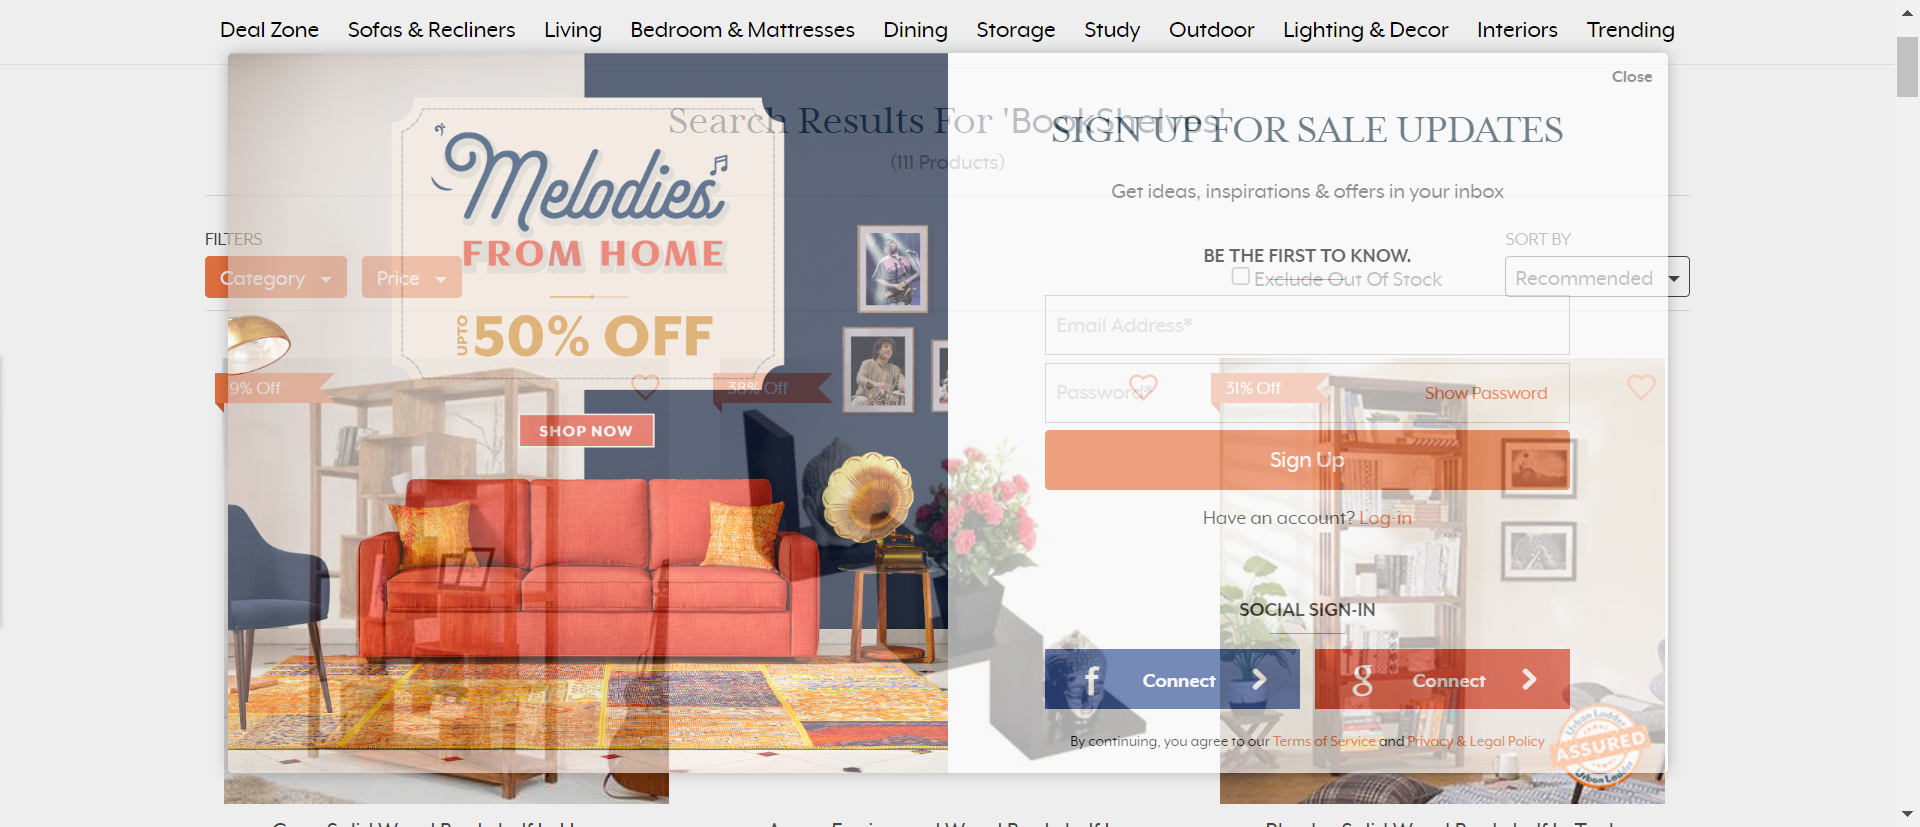 Deal Zone Sofas & Recliners Living Bedroom & Mattresses Dining Storage Study Outdoor Lighting & Decor Interiors Trending
Close
Search Results For 'BookShelves'
(111 Products)
FILTERS
Category
Price
Exclude Out Of Stock
SORT BY
Recommended
Melodies
FROM HOME
UPTO
50% OFF
SHOP NOW
SIGN UP FOR SALE UPDATES
Get ideas, inspirations & offers in your inbox
BE THE FIRST TO KNOW.
Email Address*
Password*
Show Password
Sign Up
Have an account? Log-in
SOCIAL SIGN-IN
f Connect
g Connect
By continuing, you agree to our Terms of Service and Privacy & Legal Policy
9% Off
38% Off
31% Off
Urban Ladder
ASSURED
Urban Ladder